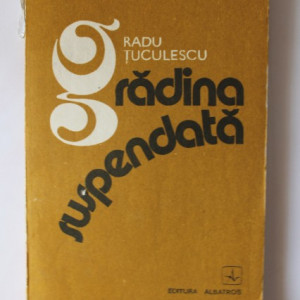 RADU
ȚUCULESCU
grădina
suspendată
EDITURA ALBATROS